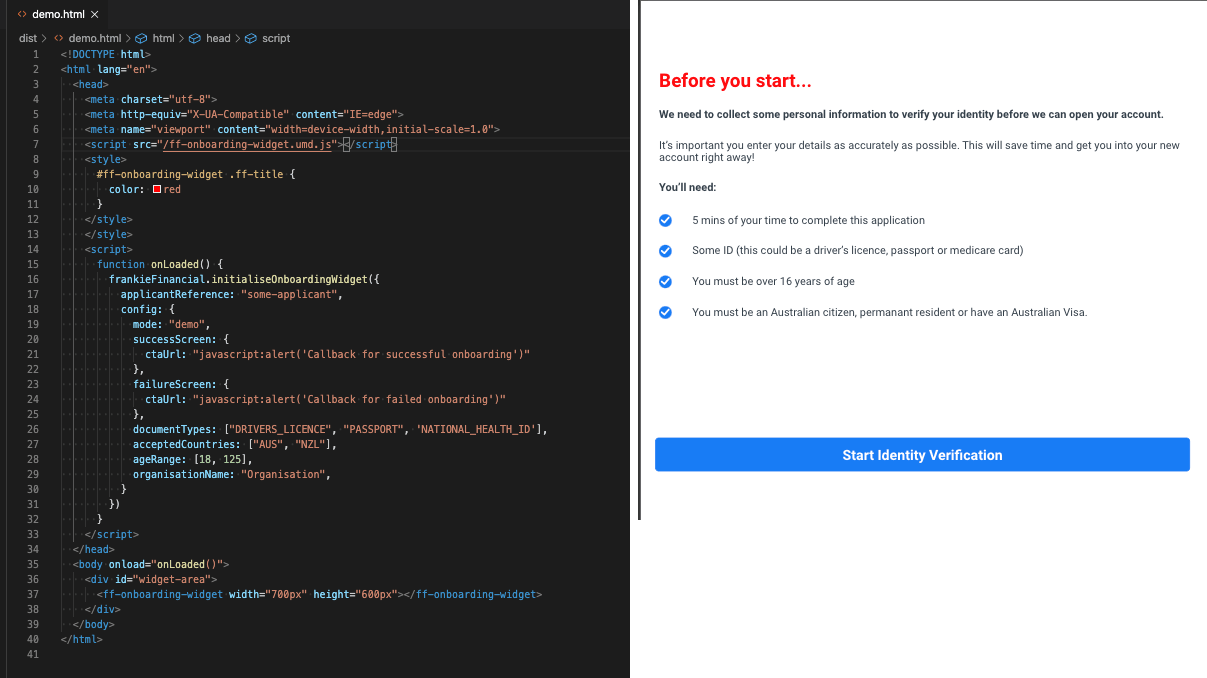 demo.html
dist > demo.html > html > head > script
1 <!DOCTYPE html>
2 <html lang="en">
3 <head>
4 <meta charset="utf-8">
5 <meta http-equiv="X-UA-Compatible" content="IE=edge">
6 <meta name="viewport" content="width=device-width,initial-scale=1.0">
7 <script src="/ff-onboarding-widget.umd.js"></script>
8 <style>
9 #ff-onboarding-widget .ff-title {
10 color: red
11 }
12 </style>
13 </style>
14 <script>
15 function onLoaded() {
16 frankieFinancial.initialiseOnboardingWidget({
17 applicantReference: "some-applicant",
18 config: {
19 mode: "demo",
20 successScreen: {
21 ctaUrl: "javascript:alert('Callback for successful onboarding')"
22 },
23 failureScreen: {
24 ctaUrl: "javascript:alert('Callback for failed onboarding')"
25 },
26 documentTypes: ["DRIVERS_LICENCE", "PASSPORT", 'NATIONAL_HEALTH_ID'],
27 acceptedCountries: ["AUS", "NZL"],
28 ageRange: [18, 125],
29 organisationName: "Organisation",
30 }
31 })
32 }
33 </script>
34 </head>
35 <body onload="onLoaded()">
36 <div id="widget-area">
37 <ff-onboarding-widget width="700px" height="600px"></ff-onboarding-widget>
38 </div>
39 </body>
40 </html>
41
Before you start...
We need to collect some personal information to verify your identity before we can open your account.
It's important you enter your details as accurately as possible. This will save time and get you into your new
account right away!
You'll need:
5 mins of your time to complete this application
Some ID (this could be a driver's licence, passport or medicare card)
You must be over 16 years of age
You must be an Australian citizen, permanant resident or have an Australian Visa.
Start Identity Verification